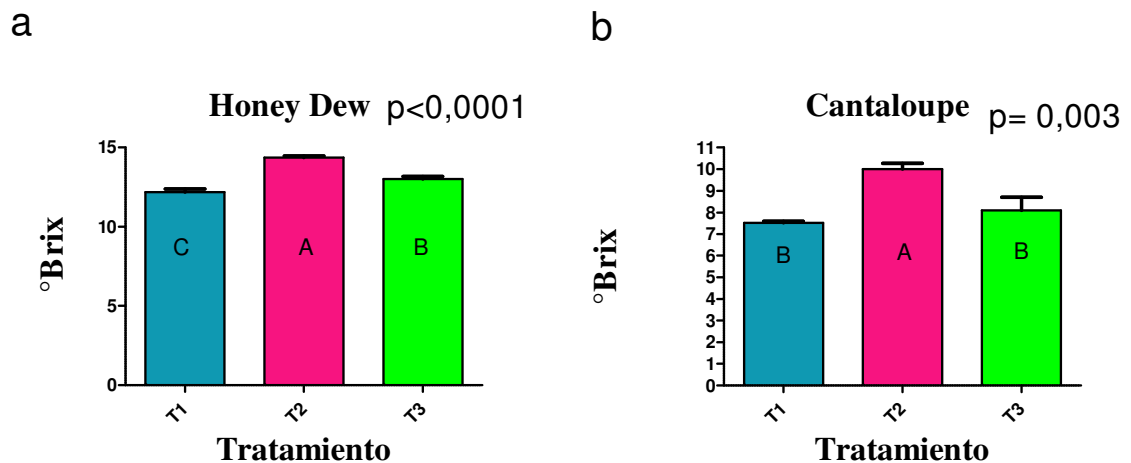 a
Honey Dew p<0,0001
15
10
5
0
°Brix
C
A
B
T1
T2
T3
Tratamiento
b
Cantaloupe p= 0,003
11
10
9
8
7
6
5
4
3
2
1
0
°Brix
B
A
B
T1
T2
T3
Tratamiento